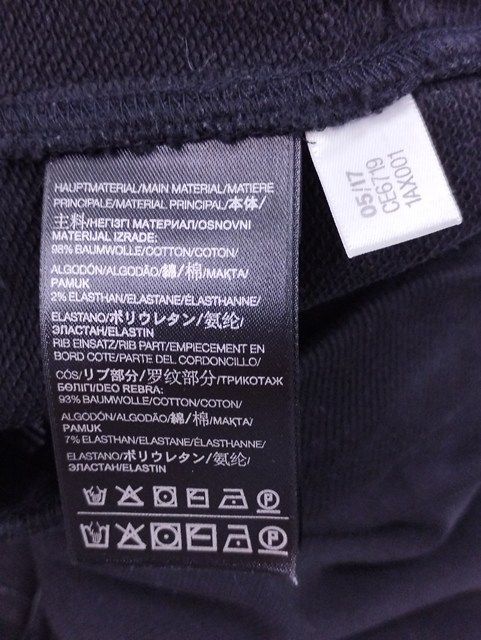 HAUPTMATERIAL/MAIN MATERIAL/MATIERE
PRINCIPALE/MATERIAL PRINCIPAL/本体/
主料/НЕГІЗГІ МАТЕРИАЛ/OSNOVNI
MATERIJAL IZRADE:
98% BAUMWOLLE/COTTON/COTON/
ALGODÓN/ALGODÃO/綿/棉/МАҚТА/
PAMUK
2% ELASTHAN/ELASTANE/ÉLASTHANNE/
ELASTANO/ポリウレタン/氨纶/
ЭЛАСТАН/ELASTIN
RIB EINSATZ/RIB PART/EMPIECEMENT EN
BORD COTE/PARTE DEL CORDONCILLO/
CÓS/リブ部分/罗纹部分/ТРИКОТАЖ
БӨЛІГІ/DEO REBRA:
93% BAUMWOLLE/COTTON/COTON/
ALGODÓN/ALGODÃO/綿/棉/МАҚТА/
PAMUK
7% ELASTHAN/ELASTANE/ÉLASTHANNE/
ELASTANO/ポリウレタン/氨纶/
ЭЛАСТАН/ELASTIN
P
P
05/17
CE6719
1AX001